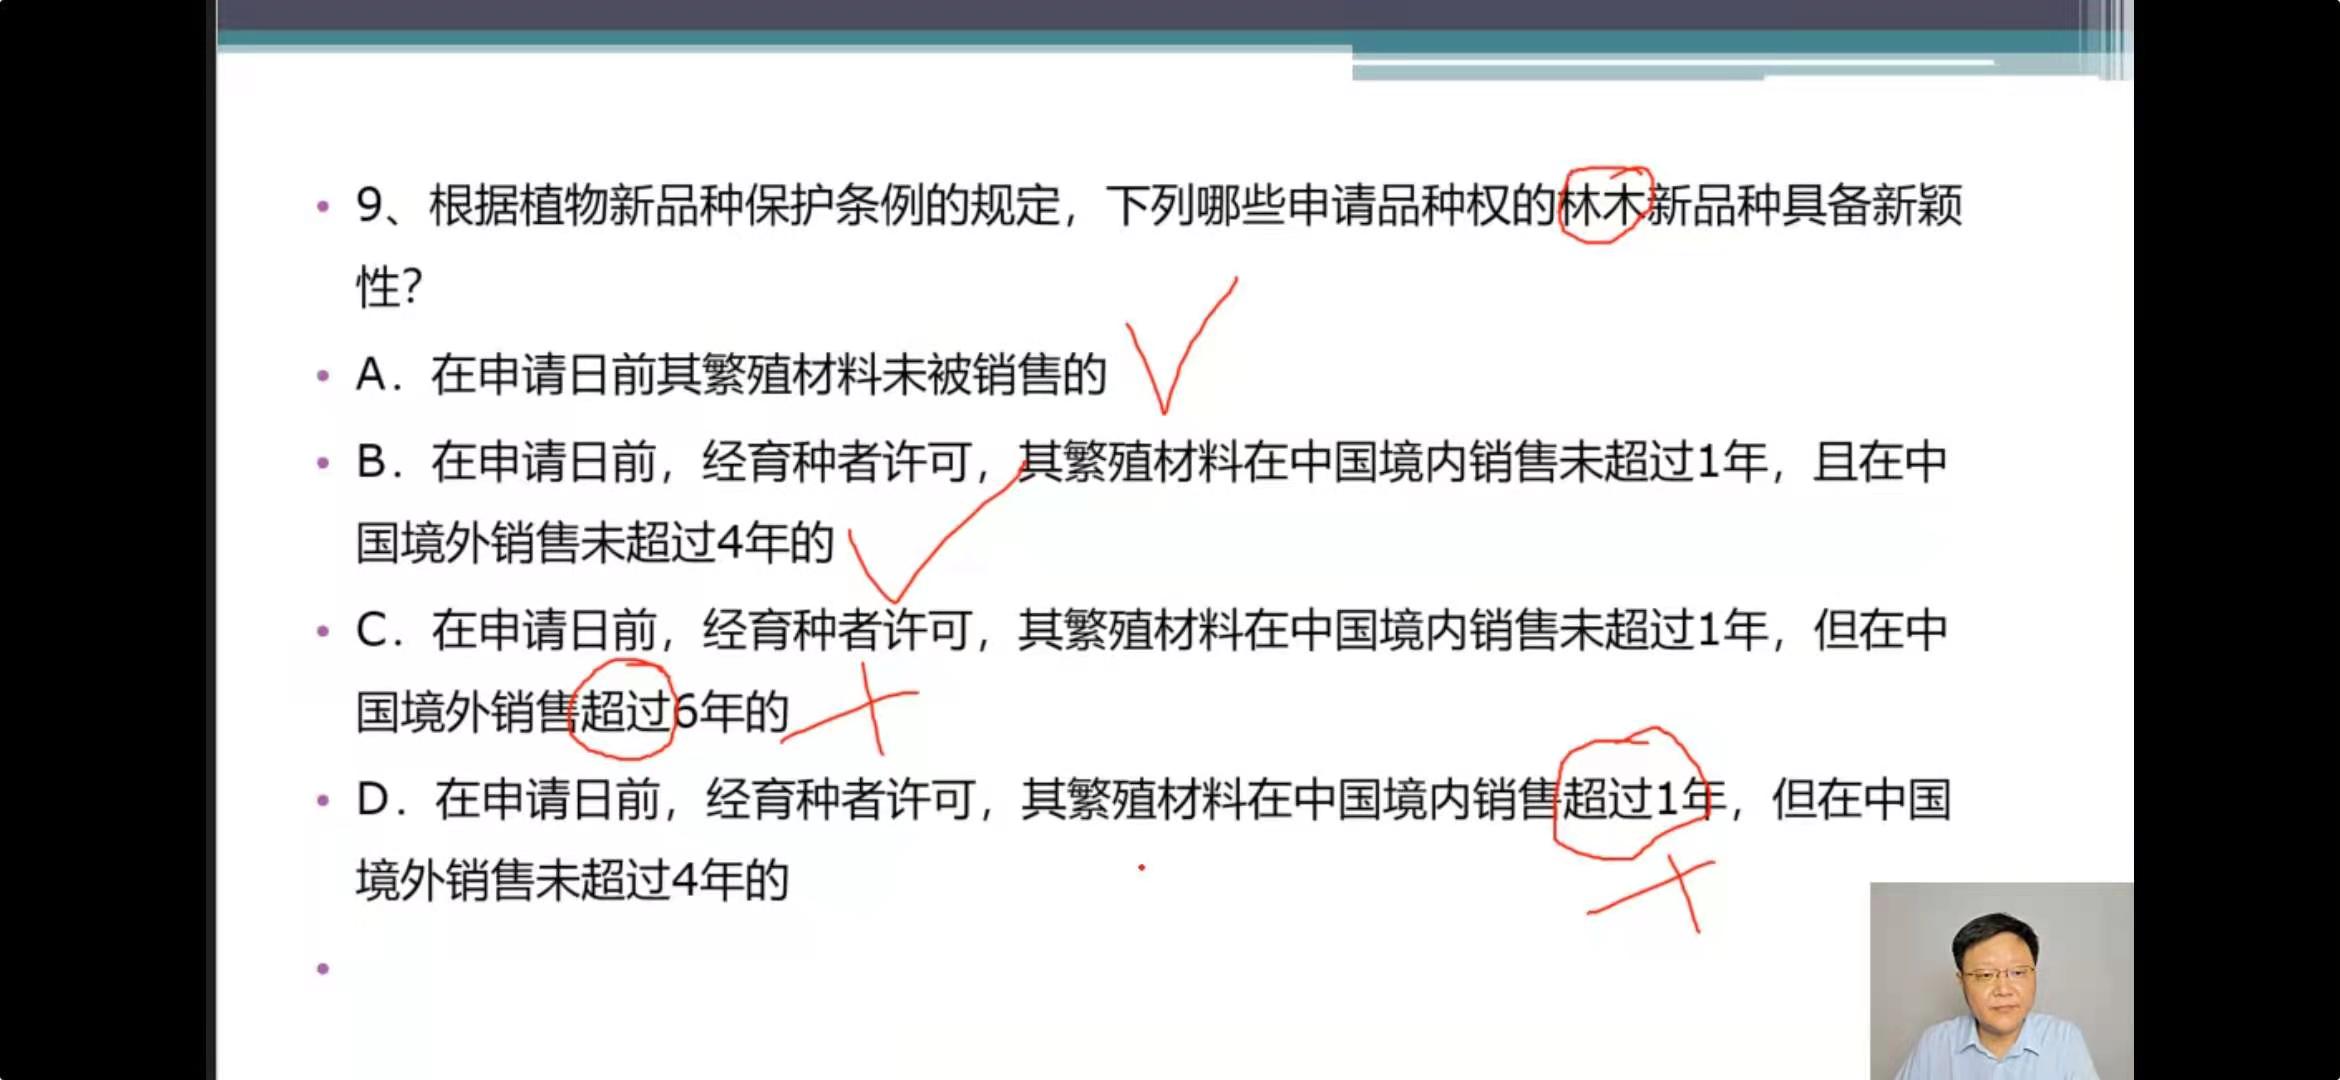 9、根据植物新品种保护条例的规定，下列哪些申请品种权的林木新品种具备新颖
性？
A．在申请日前其繁殖材料未被销售的
B．在申请日前，经育种者许可，其繁殖材料在中国境内销售未超过1年，且在中
国境外销售未超过4年的
C．在申请日前，经育种者许可，其繁殖材料在中国境内销售未超过1年，但在中
国境外销售超过6年的
D．在申请日前，经育种者许可，其繁殖材料在中国境内销售超过1年，但在中国
境外销售未超过4年的